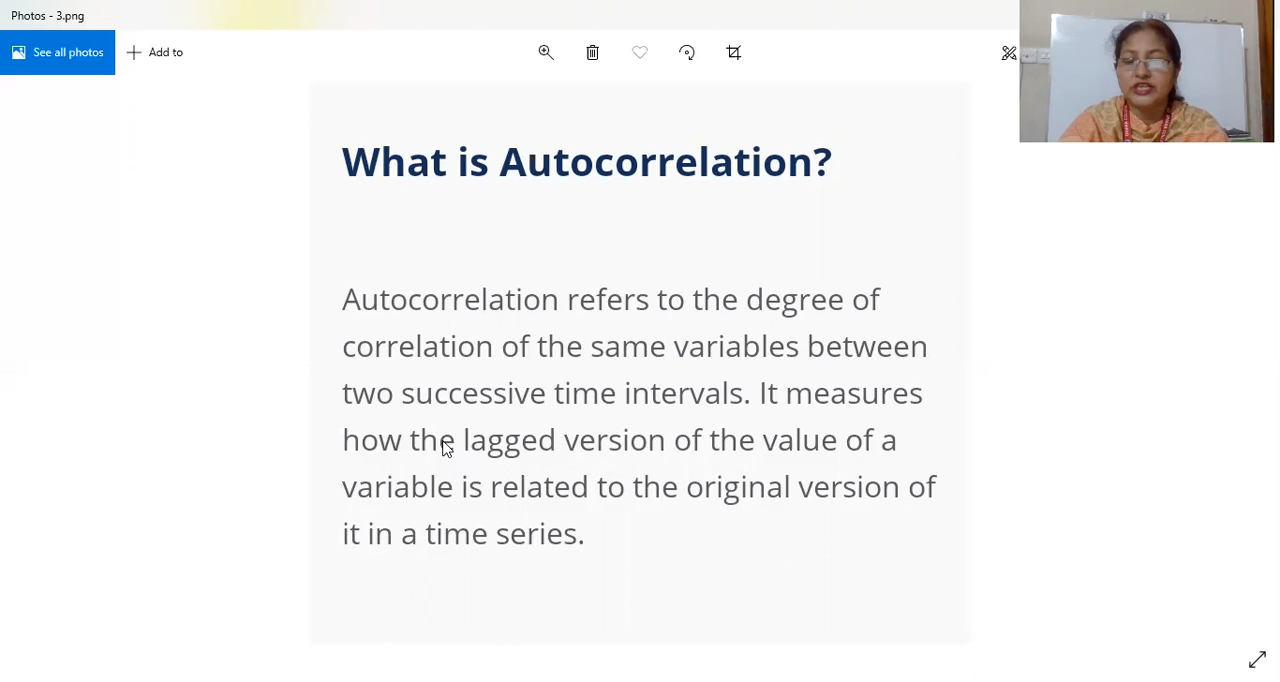 Photos - 3.png
See all photos
Add to
What is Autocorrelation?
Autocorrelation refers to the degree of
correlation of the same variables between
two successive time intervals. It measures
how the lagged version of the value of a
variable is related to the original version of
it in a time series.